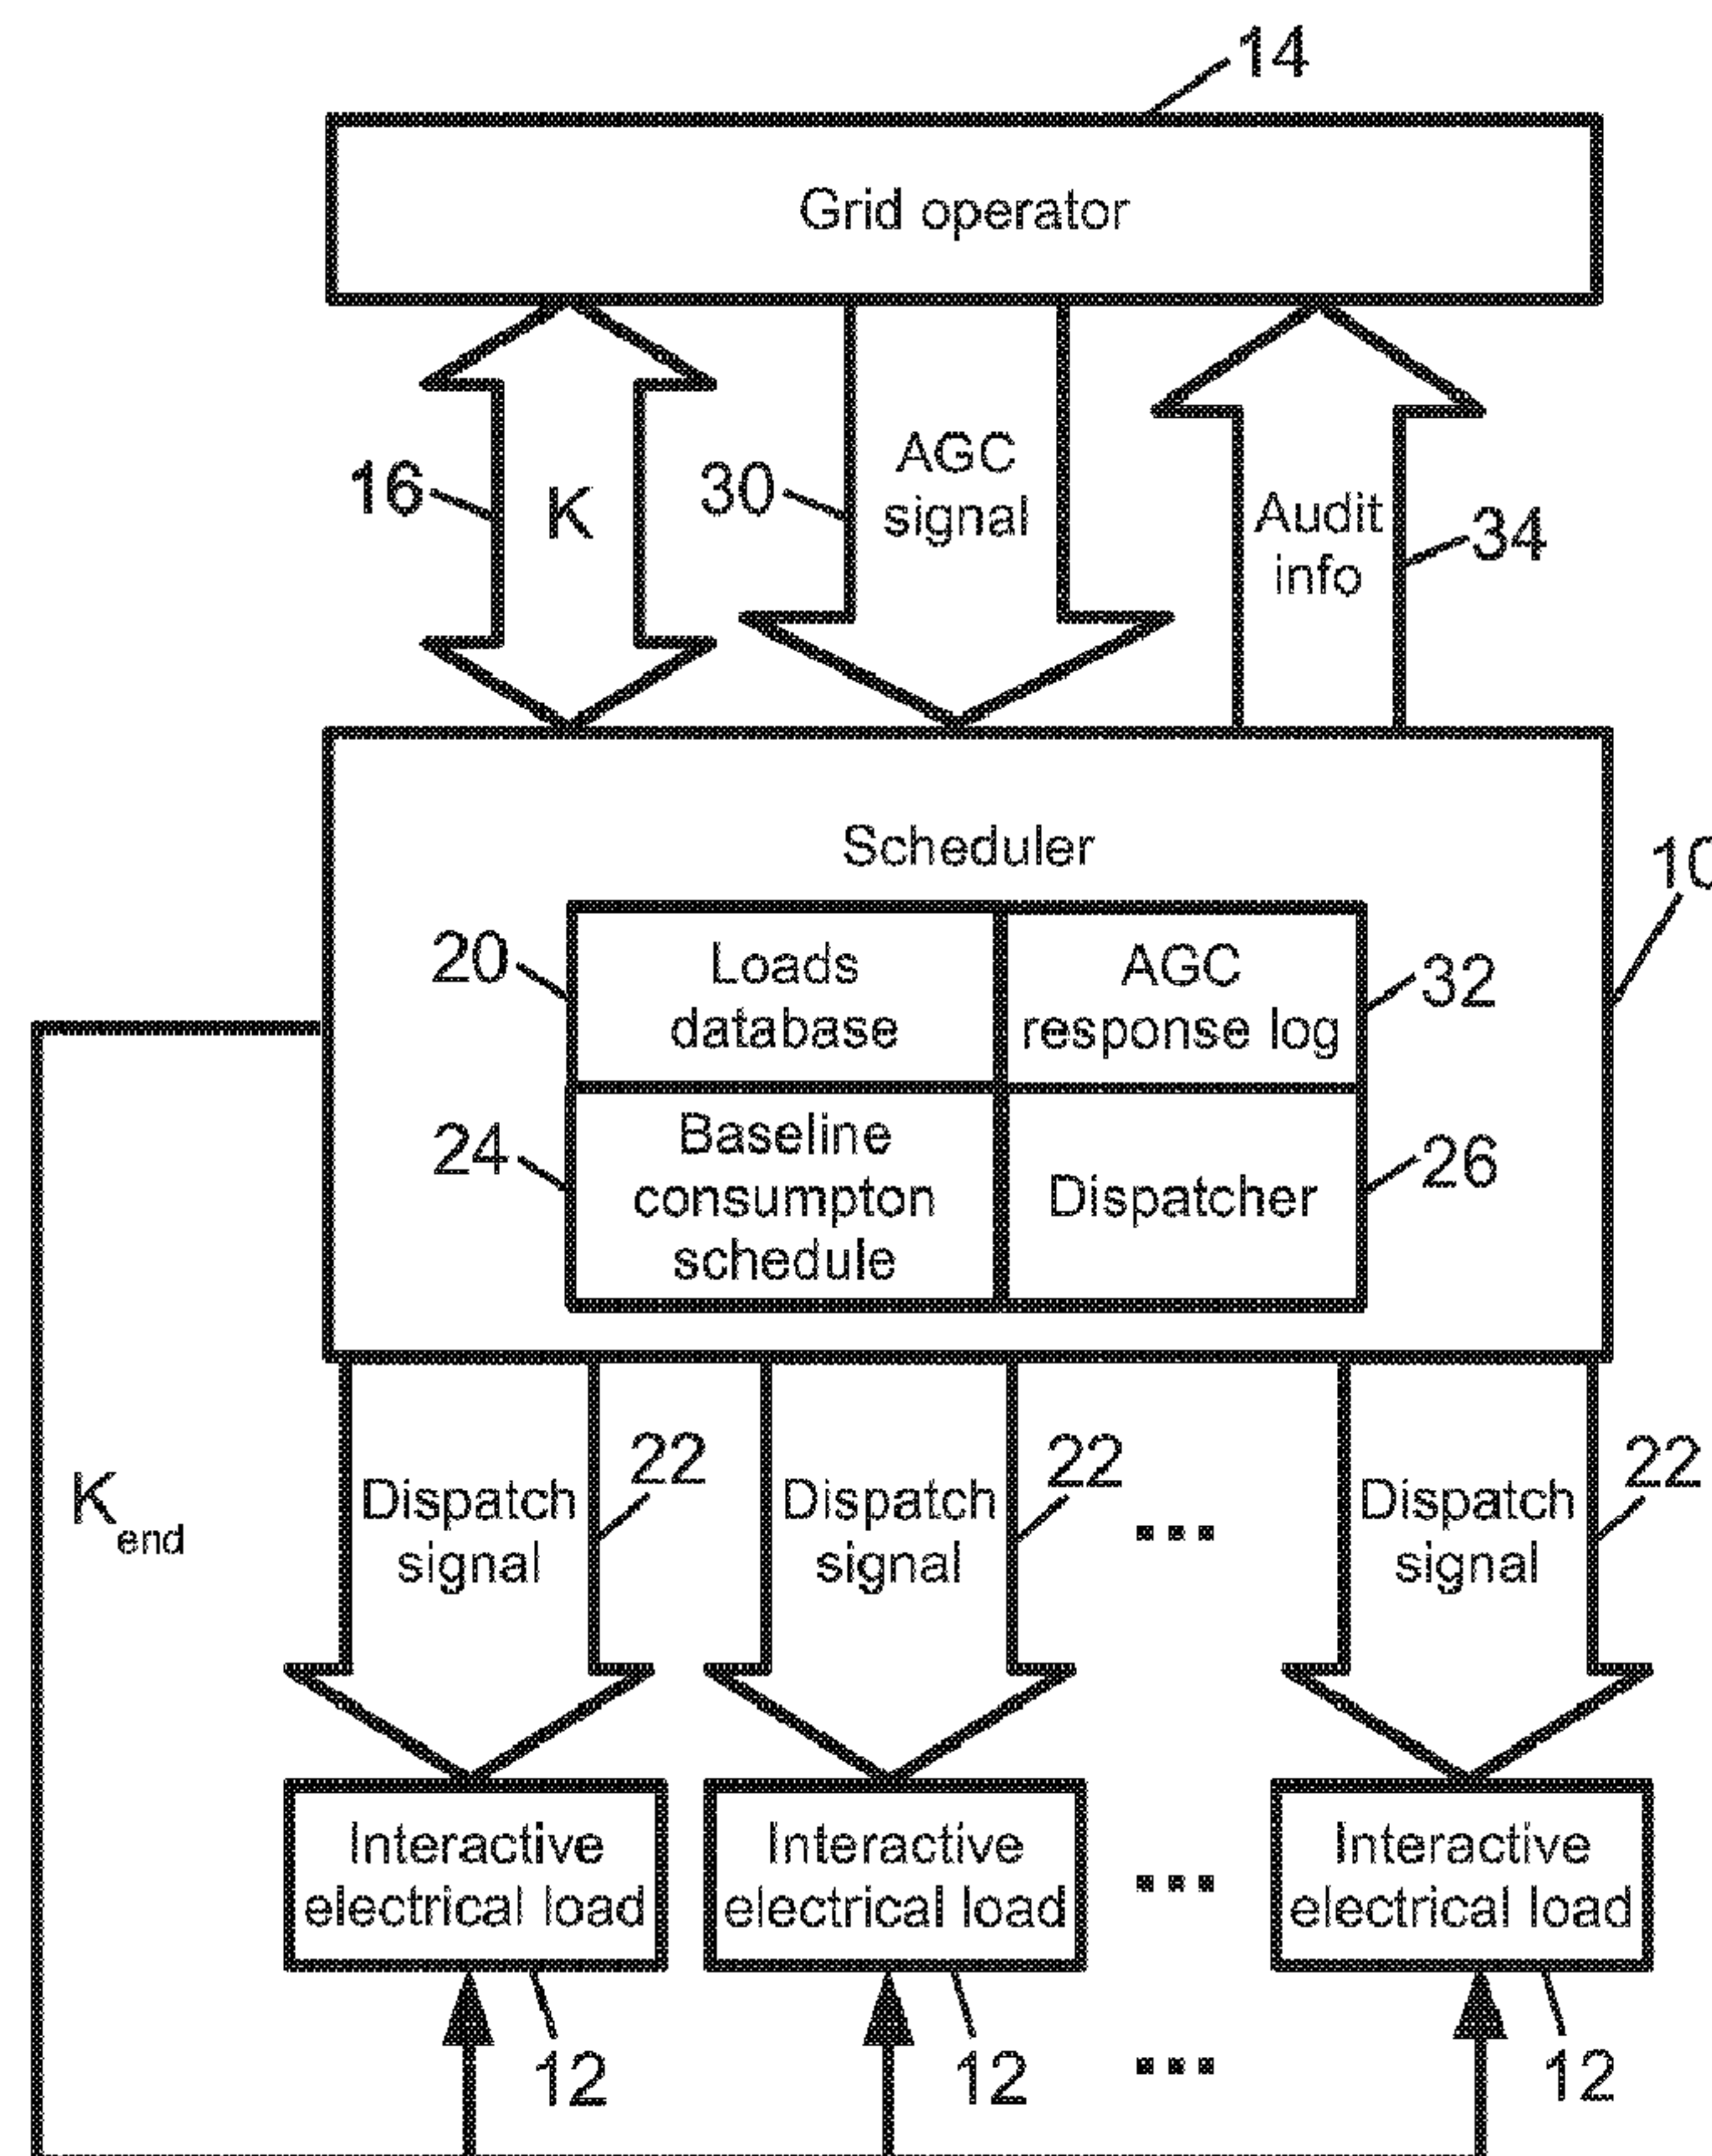 14
Grid operator
16
K
30
AGC
signal
Audit
info
34
Scheduler
10
20
Loads
database
AGC
response log
32
24
Baseline
consumpton
schedule
Dispatcher
26
K end
Dispatch
signal
22
Dispatch
signal
22
...
Dispatch
signal
22
Interactive
electrical load
Interactive
electrical load
...
Interactive
electrical load
12
12
...
12